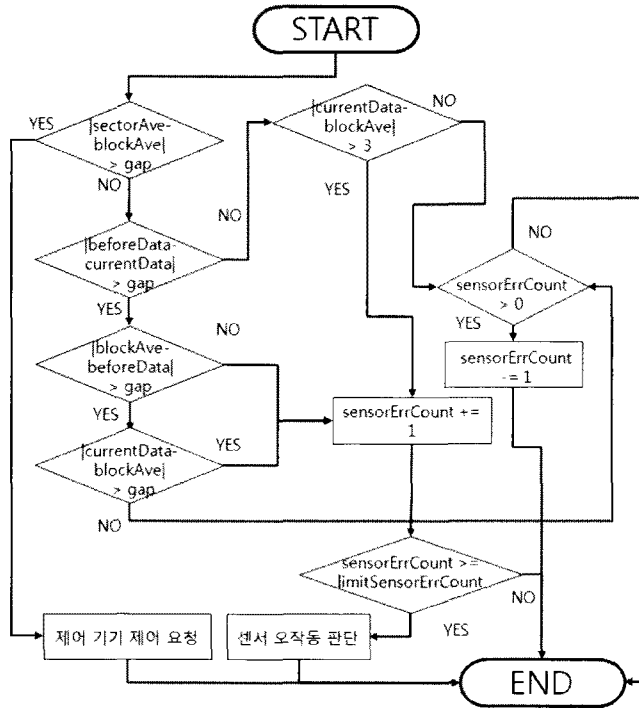 START
YES
|sectorAve-
blockAve|
> gap
NO
|currentData-
blockAve|
> 3
NO
YES
NO
|beforeData-
currentData|
> gap
YES
NO
sensorErrCount
> 0
YES
sensorErrCount
-= 1
|blockAve-
beforeData|
> gap
NO
YES
|currentData-
blockAve|
> gap
YES
NO
sensorErrCount +=
1
sensorErrCount >=
limitSensorErrCount
NO
YES
제어 기기 제어 요청
센서 오작동 판단
END